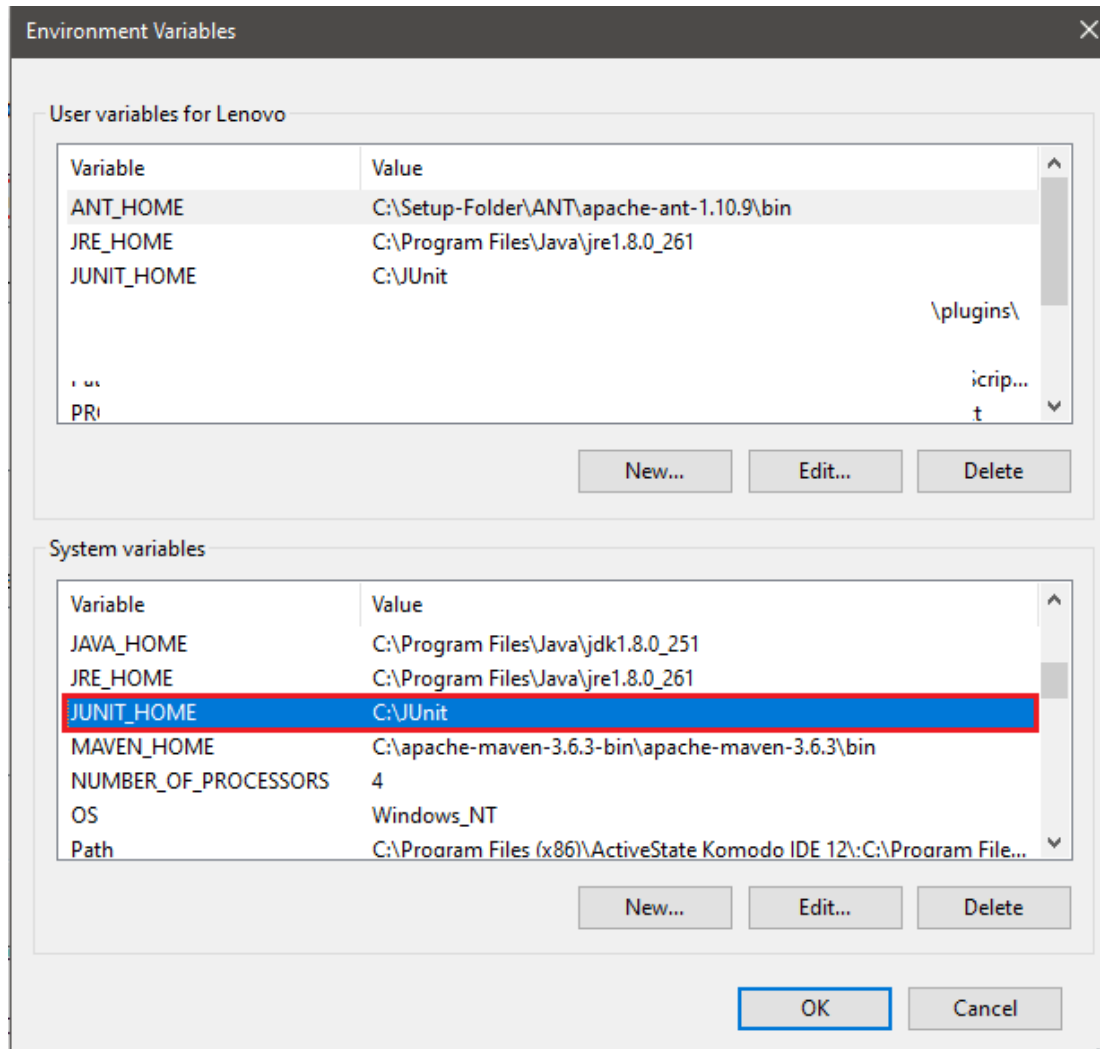 Environment Variables
User variables for Lenovo
Variable Value
ANT_HOME C:\Setup-Folder\ANT\apache-ant-1.10.9\bin
JRE_HOME C:\Program Files\Java\jre1.8.0_261
JUNIT_HOME C:\JUnit
\plugins\
New... Edit... Delete
System variables
Variable Value
JAVA_HOME C:\Program Files\Java\jdk1.8.0_251
JRE_HOME C:\Program Files\Java\jre1.8.0_261
JUNIT_HOME C:\JUnit
MAVEN_HOME C:\apache-maven-3.6.3-bin\apache-maven-3.6.3\bin
NUMBER_OF_PROCESSORS 4
OS Windows_NT
Path C:\Program Files (x86)\ActiveState Komodo IDE 12\;C:\Program File...
New... Edit... Delete
OK Cancel